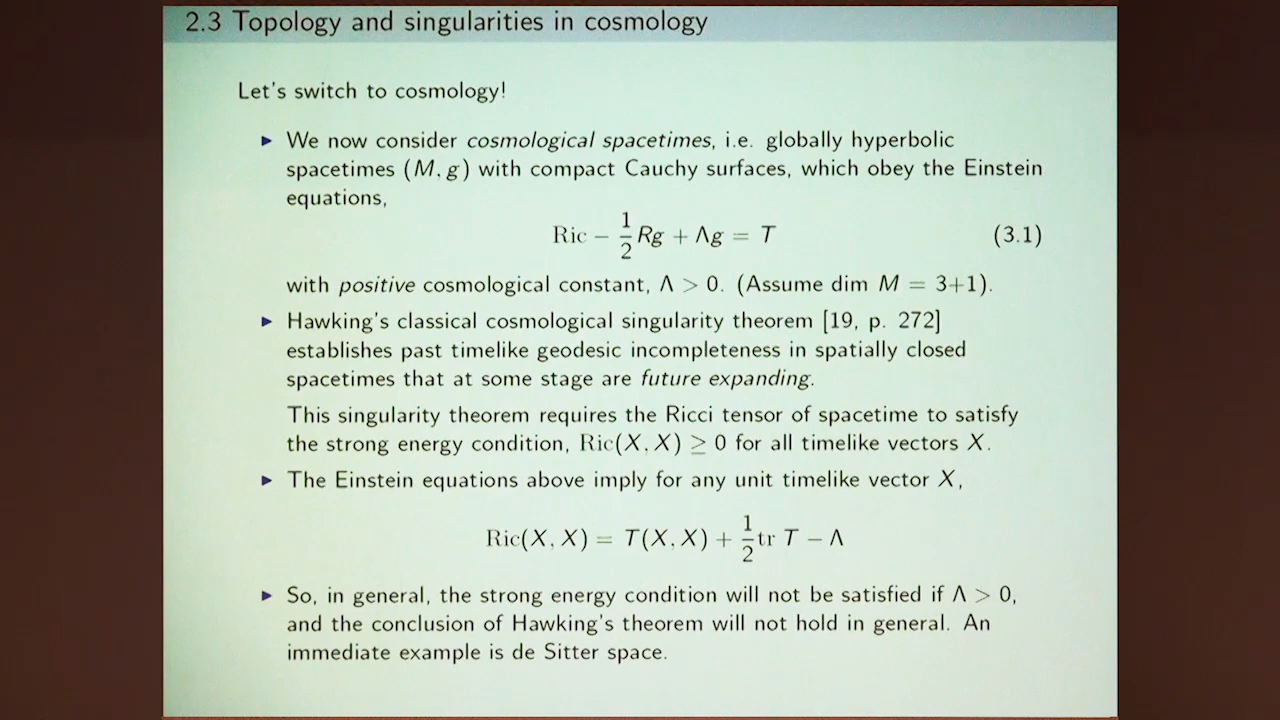 2.3 Topology and singularities in cosmology
Let's switch to cosmology!
▶ We now consider cosmological spacetimes, i.e. globally hyperbolic
spacetimes (M, g) with compact Cauchy surfaces, which obey the Einstein
equations,
Ric − 1/2 Rg + Λg = T (3.1)
with positive cosmological constant, Λ > 0. (Assume dim M = 3+1).
▶ Hawking's classical cosmological singularity theorem [19, p. 272]
establishes past timelike geodesic incompleteness in spatially closed
spacetimes that at some stage are future expanding.
This singularity theorem requires the Ricci tensor of spacetime to satisfy
the strong energy condition, Ric(X, X) ≥ 0 for all timelike vectors X.
▶ The Einstein equations above imply for any unit timelike vector X,
Ric(X, X) = T(X, X) + 1/2 tr T − Λ
▶ So, in general, the strong energy condition will not be satisfied if Λ > 0,
and the conclusion of Hawking's theorem will not hold in general. An
immediate example is de Sitter space.